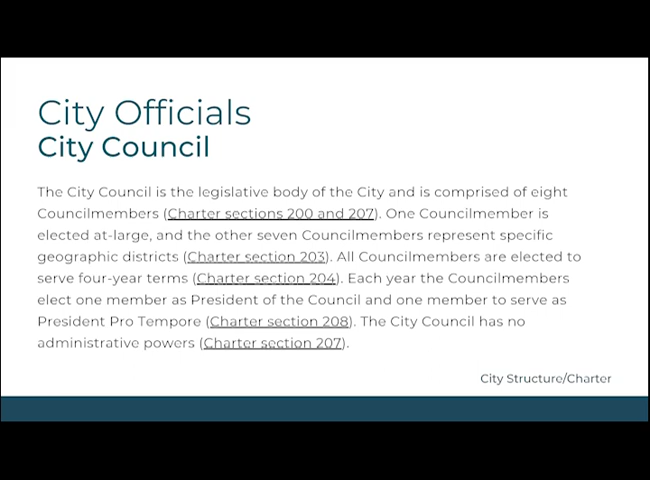 City Officials
City Council
The City Council is the legislative body of the City and is comprised of eight
Councilmembers (Charter sections 200 and 207). One Councilmember is
elected at-large, and the other seven Councilmembers represent specific
geographic districts (Charter section 203). All Councilmembers are elected to
serve four-year terms (Charter section 204). Each year the Councilmembers
elect one member as President of the Council and one member to serve as
President Pro Tempore (Charter section 208). The City Council has no
administrative powers (Charter section 207).
City Structure/Charter